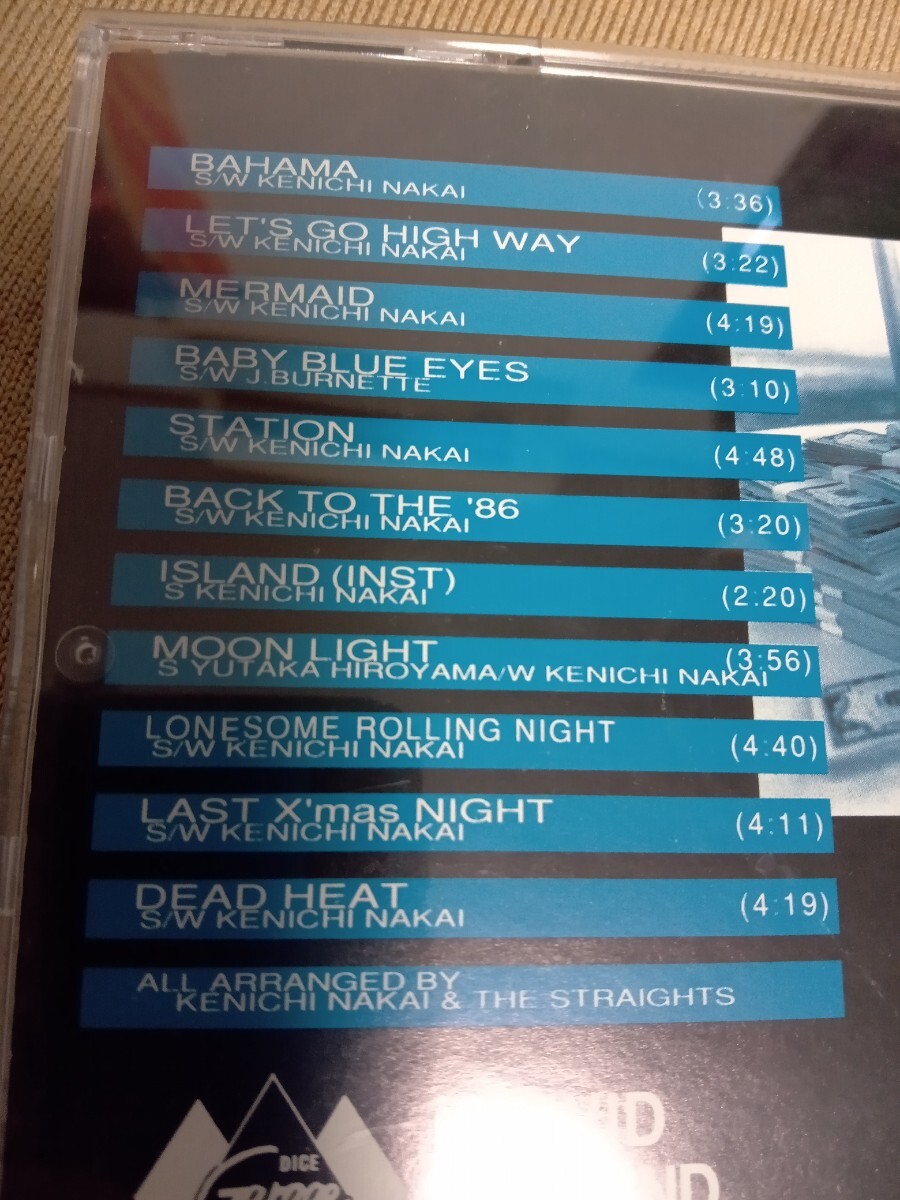 BAHAMA
S/W KENICHI NAKAI (3:36)
LET'S GO HIGH WAY
S/W KENICHI NAKAI (3:22)
MERMAID
S/W KENICHI NAKAI (4:19)
BABY BLUE EYES
S/W J.BURNETTE (3:10)
STATION
S/W KENICHI NAKAI (4:48)
BACK TO THE '86
S/W KENICHI NAKAI (3:20)
ISLAND (INST)
S KENICHI NAKAI (2:20)
MOON LIGHT (3:56)
S YUTAKA HIROYAMA/W KENICHI NAKAI
LONESOME ROLLING NIGHT
S/W KENICHI NAKAI (4:40)
LAST X'mas NIGHT
S/W KENICHI NAKAI (4:11)
DEAD HEAT
S/W KENICHI NAKAI (4:19)
ALL ARRANGED BY
KENICHI NAKAI & THE STRAIGHTS
DICE